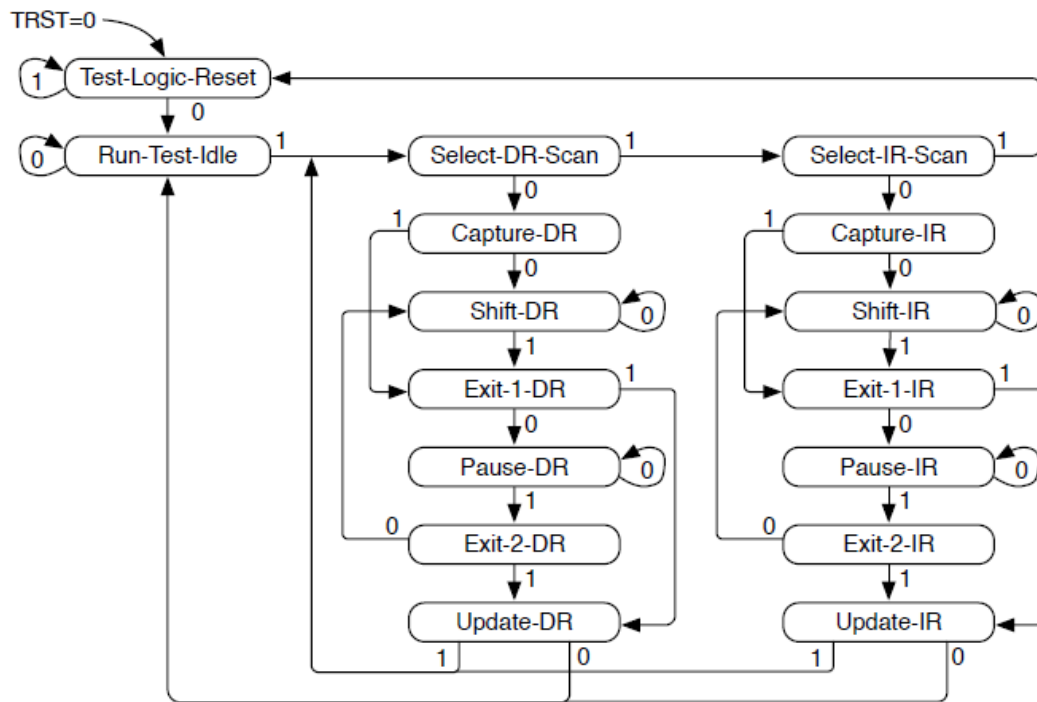 TRST=0
1 Test-Logic-Reset
0
0 Run-Test-Idle 1 Select-DR-Scan 1 Select-IR-Scan 1
0 0
1 Capture-DR 1 Capture-IR
0 0
Shift-DR 0 Shift-IR 0
1 1
Exit-1-DR 1 Exit-1-IR 1
0 0
Pause-DR 0 Pause-IR 0
1 1
0 Exit-2-DR 0 Exit-2-IR
1 1
Update-DR Update-IR
1 0 1 0